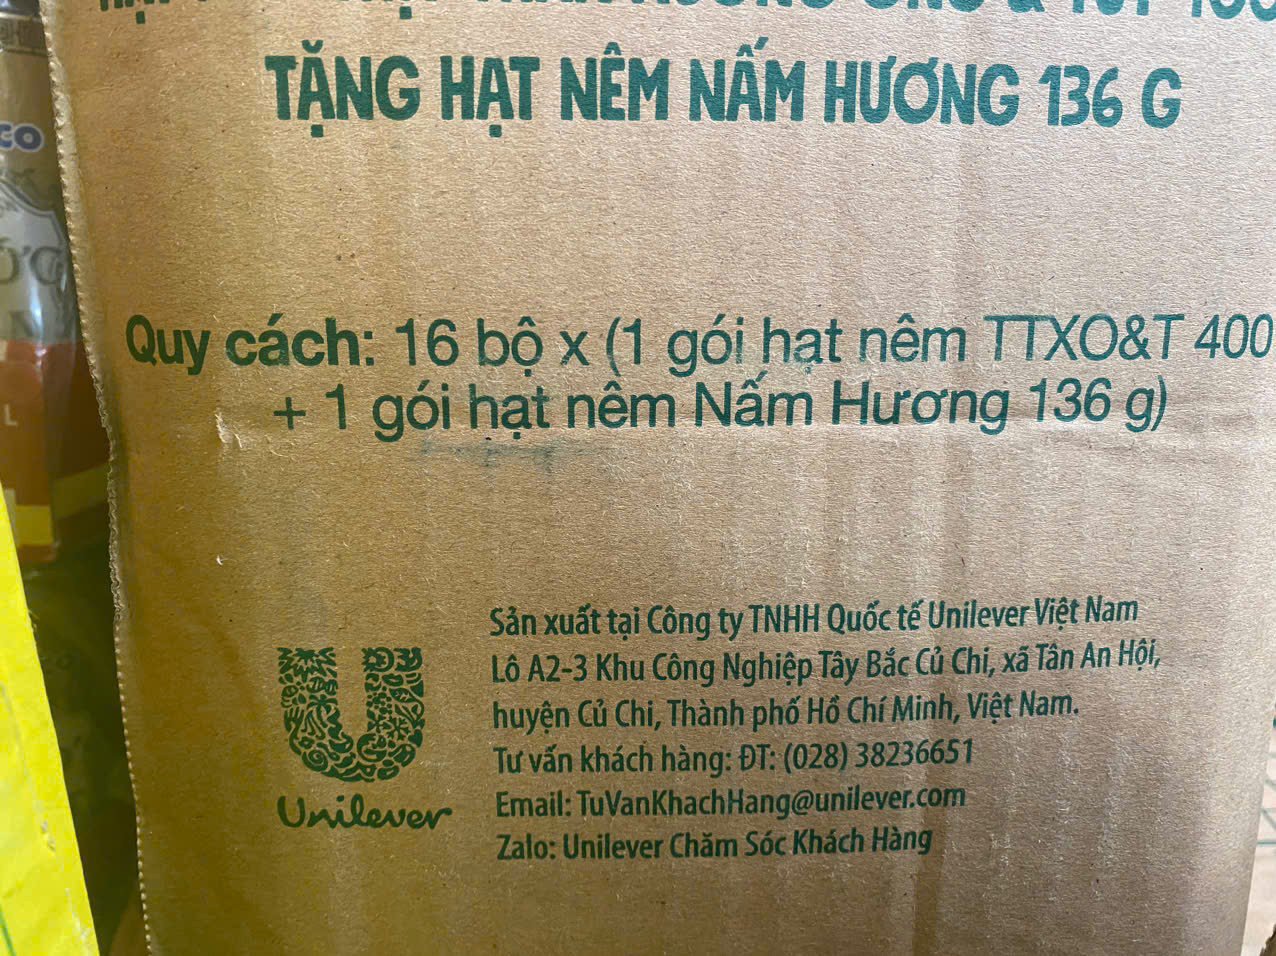 TẶNG HẠT NÊM NẤM HƯƠNG 136 G
Quy cách: 16 bộ x (1 gói hạt nêm TTXO&T 400
+ 1 gói hạt nêm Nấm Hương 136 g)
Sản xuất tại Công ty TNHH Quốc tế Unilever Việt Nam
Lô A2-3 Khu Công Nghiệp Tây Bắc Củ Chi, xã Tân An Hội,
huyện Củ Chi, Thành phố Hồ Chí Minh, Việt Nam.
Tư vấn khách hàng: ĐT: (028) 38236651
Email: TuVanKhachHang@unilever.com
Zalo: Unilever Chăm Sóc Khách Hàng
Unilever